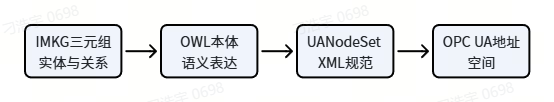 IMKG三元组
实体与关系
OWL本体
语义表达
UANodeSet
XML规范
OPC UA地址
空间